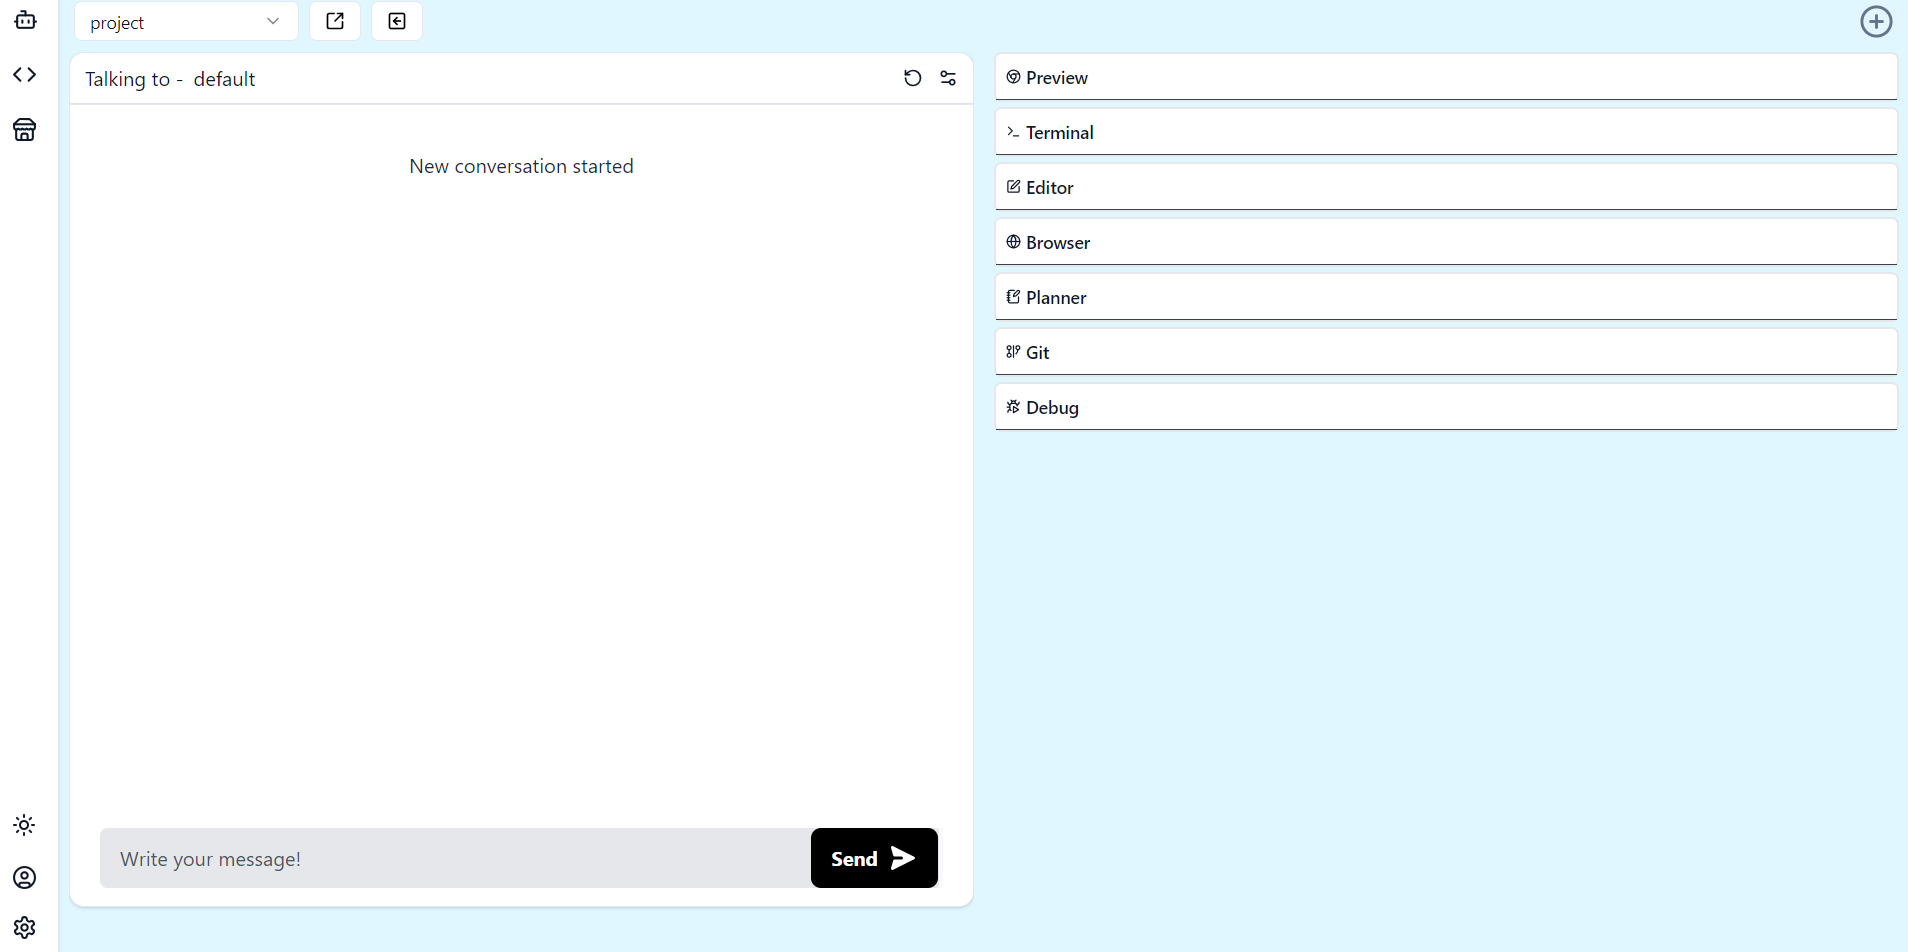 project
Talking to - default
New conversation started
Write your message!
Send
Preview
Terminal
Editor
Browser
Planner
Git
Debug